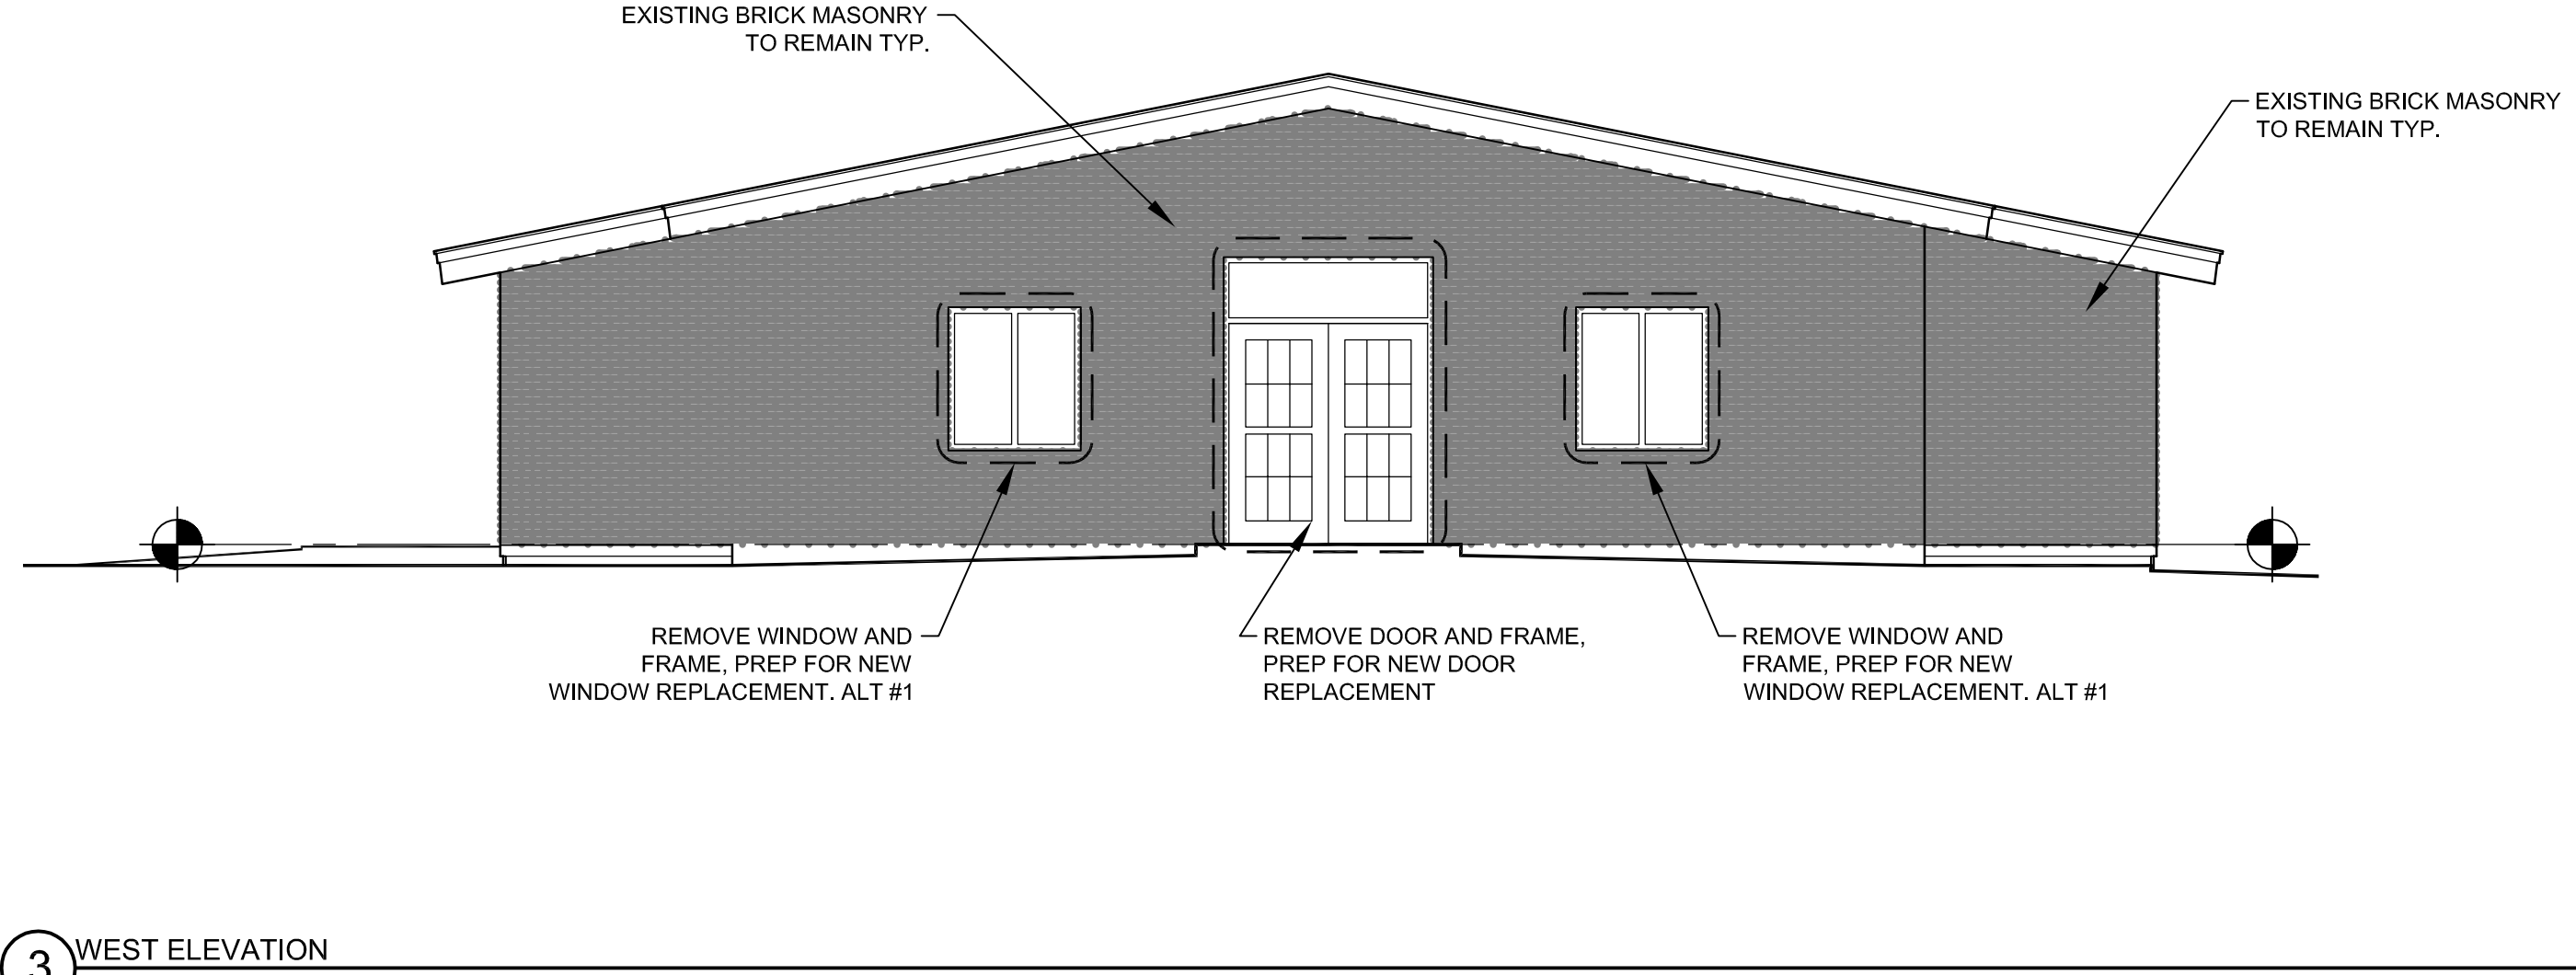 EXISTING BRICK MASONRY
TO REMAIN TYP.
EXISTING BRICK MASONRY
TO REMAIN TYP.
REMOVE WINDOW AND
FRAME, PREP FOR NEW
WINDOW REPLACEMENT. ALT #1
REMOVE DOOR AND FRAME,
PREP FOR NEW DOOR
REPLACEMENT
REMOVE WINDOW AND
FRAME, PREP FOR NEW
WINDOW REPLACEMENT. ALT #1
3
WEST ELEVATION